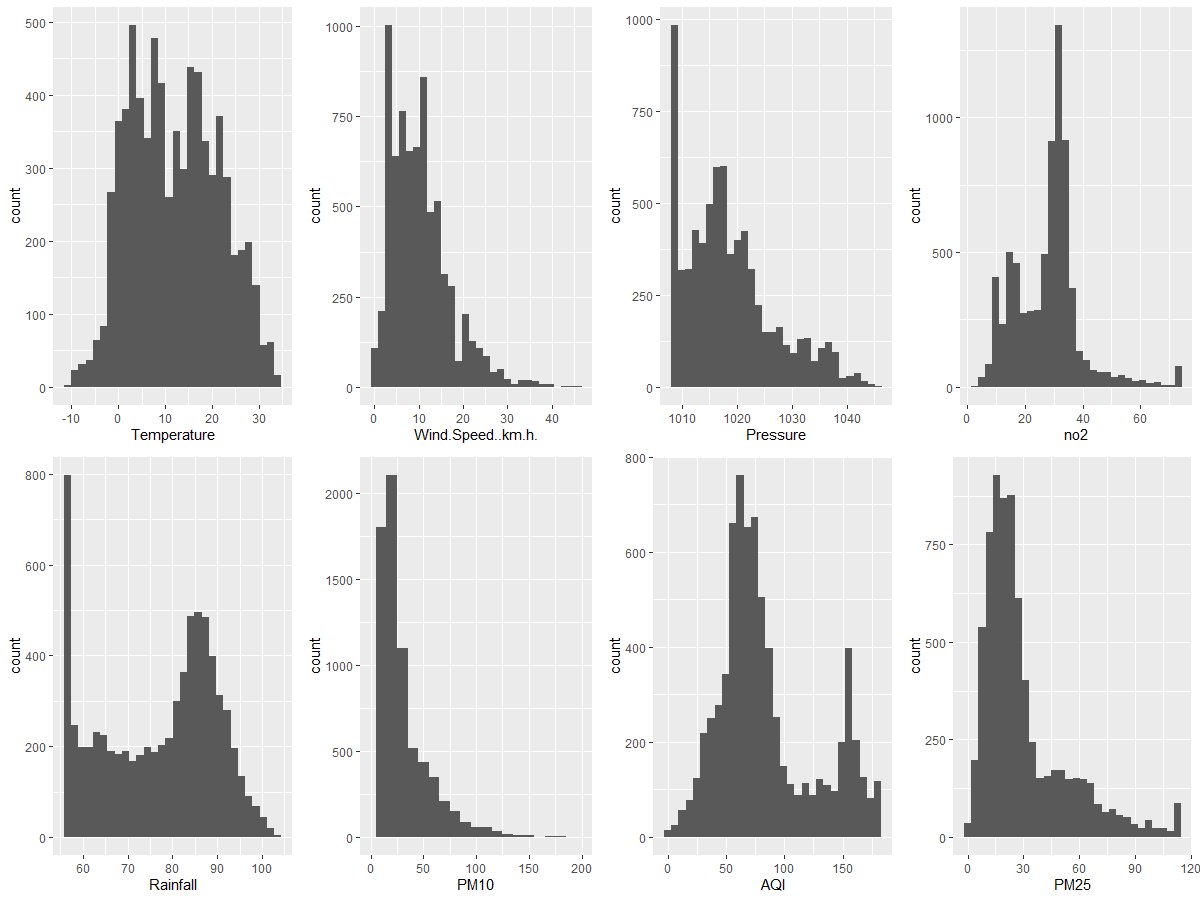 500
400
300
200
100
0
count
-10 0 10 20 30
Temperature
1000
750
500
250
0
count
0 10 20 30 40
Wind.Speed..km.h.
1000
750
500
250
0
count
1010 1020 1030 1040
Pressure
1000
500
0
count
0 20 40 60
no2
800
600
400
200
0
count
60 70 80 90 100
Rainfall
2000
1500
1000
500
0
count
0 50 100 150 200
PM10
800
600
400
200
0
count
0 50 100 150
AQI
750
500
250
0
count
0 30 60 90 120
PM25